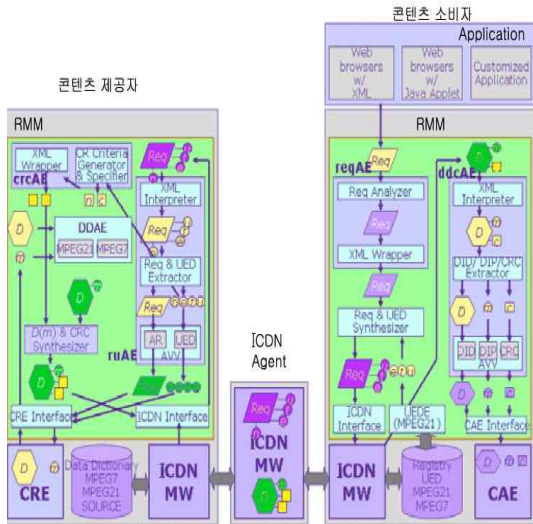 콘텐츠 소비자
Application
Web browsers w/ XML
Web browsers w/ Java Applet
Customized Application
콘텐츠 제공자
RMM
XML Wrapper
CR Criteria Generator & Specifier
crcAE
Req
XML Interpreter
Req
Req & UED Extractor
Req
AR
UED
AVV
ruAE
AR
D
m
n
c
DDAE
MPEG21
MPEG7
D
m
D(m) & CRC Synthesizer
D
CRE Interface
ICDN Interface
D
m
CRE
Data Dictionary
MPEG7
MPEG21
SOURCE
ICDN MW
ICDN Agent
Req
ICDN MW
D
RMM
reqAE
Req
Req Analyzer
Req
XML Wrapper
Req
Req & UED Synthesizer
Req
e
r
u
ICDN Interface
UEDE (MPEG21)
ICDN MW
Registry
UED
MPEG21
MPEG7
D
ddcAE
XML Interpreter
D
m
c
DID/ DIP/CRC Extractor
D
m
c
DID
DIP
CRC
AVV
D
m
c
CAE Interface
D
m
CAE